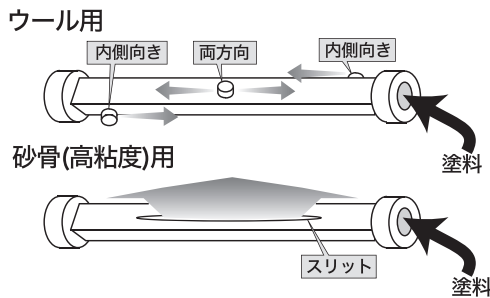 ウール用
内側向き
両方向
内側向き
塗料
砂骨(高粘度)用
スリット
塗料